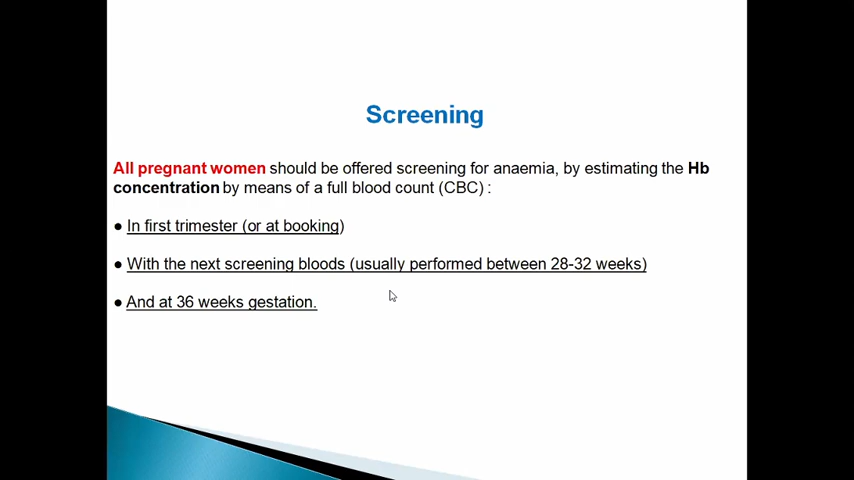 Screening
All pregnant women should be offered screening for anaemia, by estimating the Hb
concentration by means of a full blood count (CBC) :
● In first trimester (or at booking)
● With the next screening bloods (usually performed between 28-32 weeks)
● And at 36 weeks gestation.